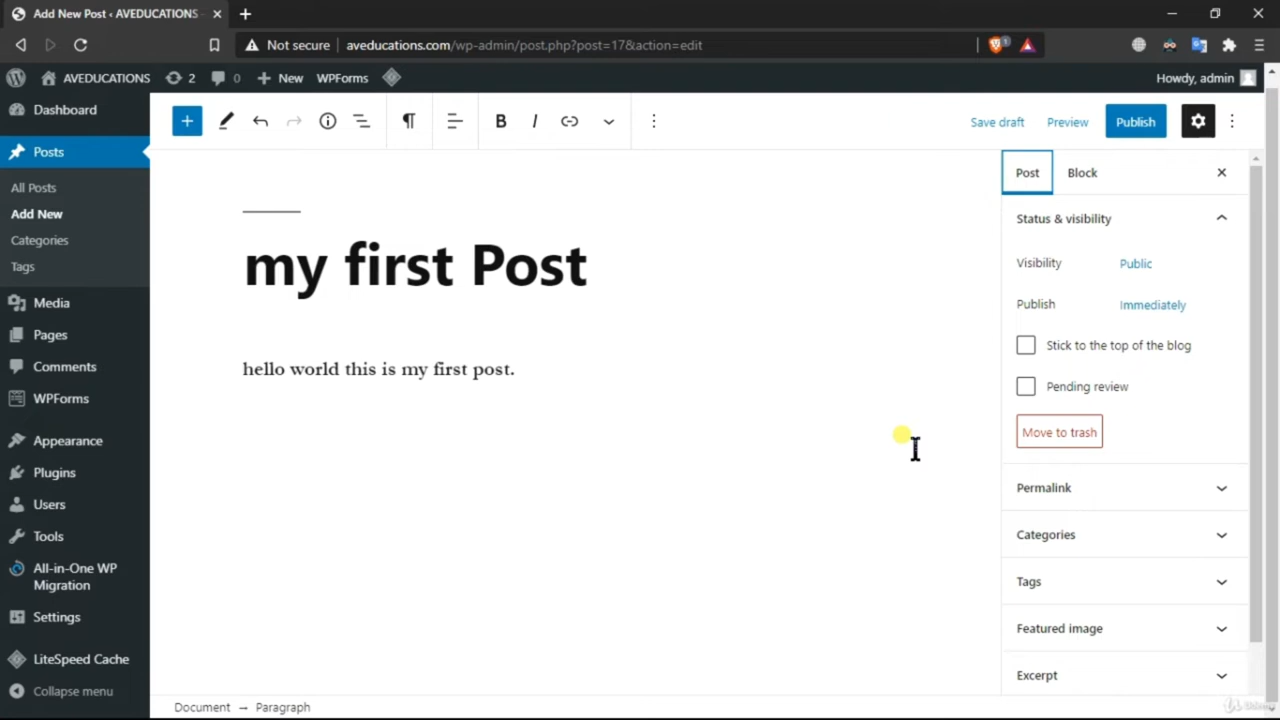 Add New Post ‹ AVEDUCATIONS
Not secure
aveducations.com/wp-admin/post.php?post=17&action=edit
1
AVEDUCATIONS
2
0
New
WPForms
Howdy, admin
Dashboard
Posts
All Posts
Add New
Categories
Tags
Media
Pages
Comments
WPForms
Appearance
Plugins
Users
Tools
All-in-One WP
Migration
Settings
LiteSpeed Cache
Collapse menu
B
I
Save draft
Preview
Publish
my first Post
hello world this is my first post.
Post
Block
Status & visibility
Visibility
Public
Publish
Immediately
Stick to the top of the blog
Pending review
Move to trash
Permalink
Categories
Tags
Featured image
Excerpt
Document → Paragraph
Udemy